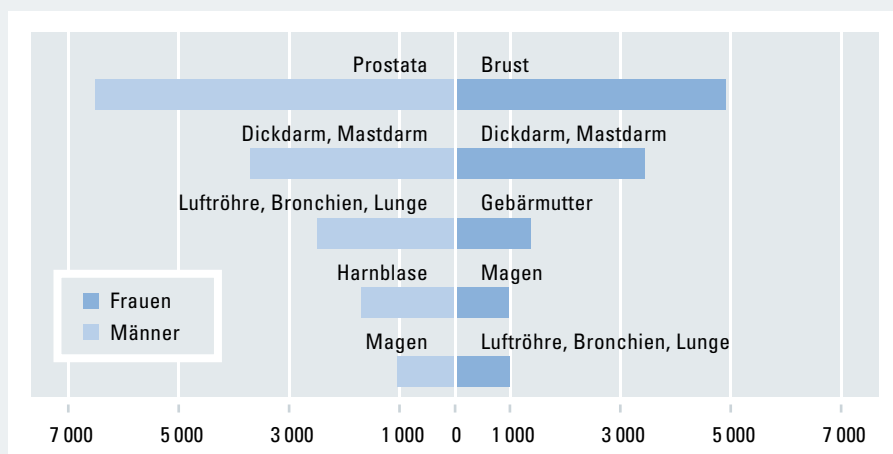 Prostata Brust
Dickdarm, Mastdarm Dickdarm, Mastdarm
Luftröhre, Bronchien, Lunge Gebärmutter
Harnblase Magen
Frauen
Männer
Magen Luftröhre, Bronchien, Lunge
7 000 5 000 3 000 1 000 0 1 000 3 000 5 000 7 000